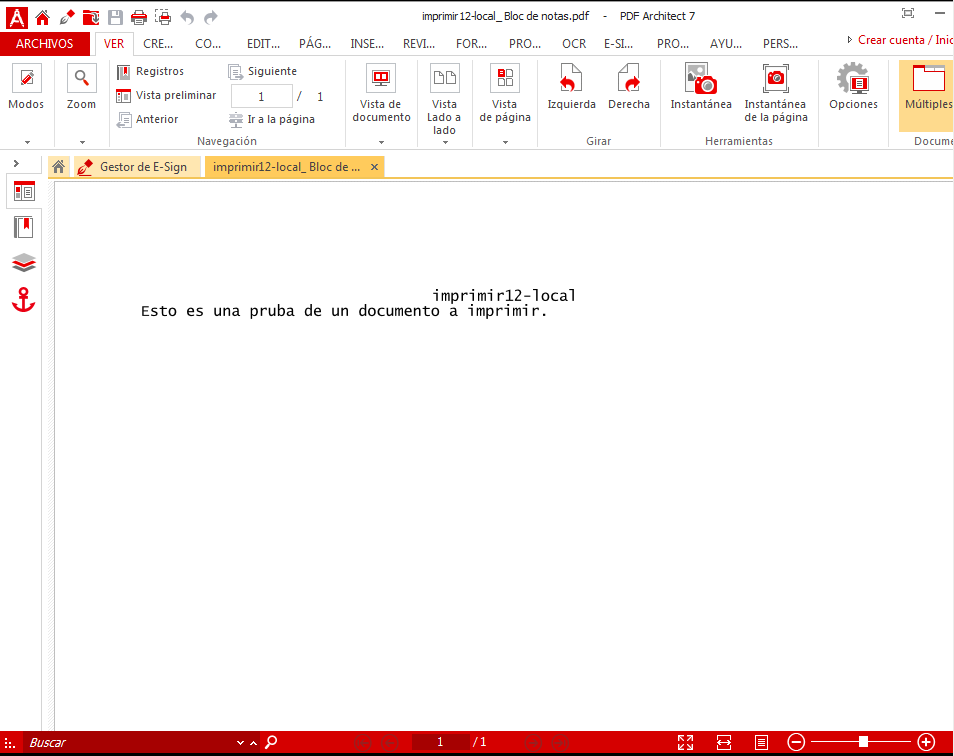 imprimir12-local_ Bloc de notas.pdf - PDF Architect 7
ARCHIVOS VER CRE... CO... EDIT... PÁG... INSE... REVI... FOR... PRO... OCR E-SI... PRO... AYU... PERS... Crear cuenta / Inic
Modos
Zoom
Registros
Vista preliminar
Anterior
Siguiente
1 / 1
Ir a la página
Navegación
Vista de
documento
Vista
Lado a
lado
Vista
de página
Izquierda
Derecha
Girar
Instantánea
Instantánea
de la página
Herramientas
Opciones
Múltiples
Docume
Gestor de E-Sign
imprimir12-local_ Bloc de ... ×
imprimir12-local
Esto es una pruba de un documento a imprimir.
Buscar
1 / 1